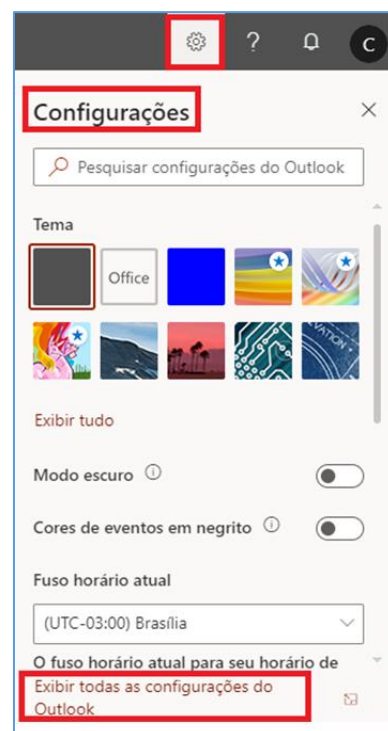 ? C
Configurações
Pesquisar configurações do Outlook
Tema
Office
Exibir tudo
Modo escuro
Cores de eventos em negrito
Fuso horário atual
(UTC-03:00) Brasília
O fuso horário atual para seu horário de
Exibir todas as configurações do
Outlook